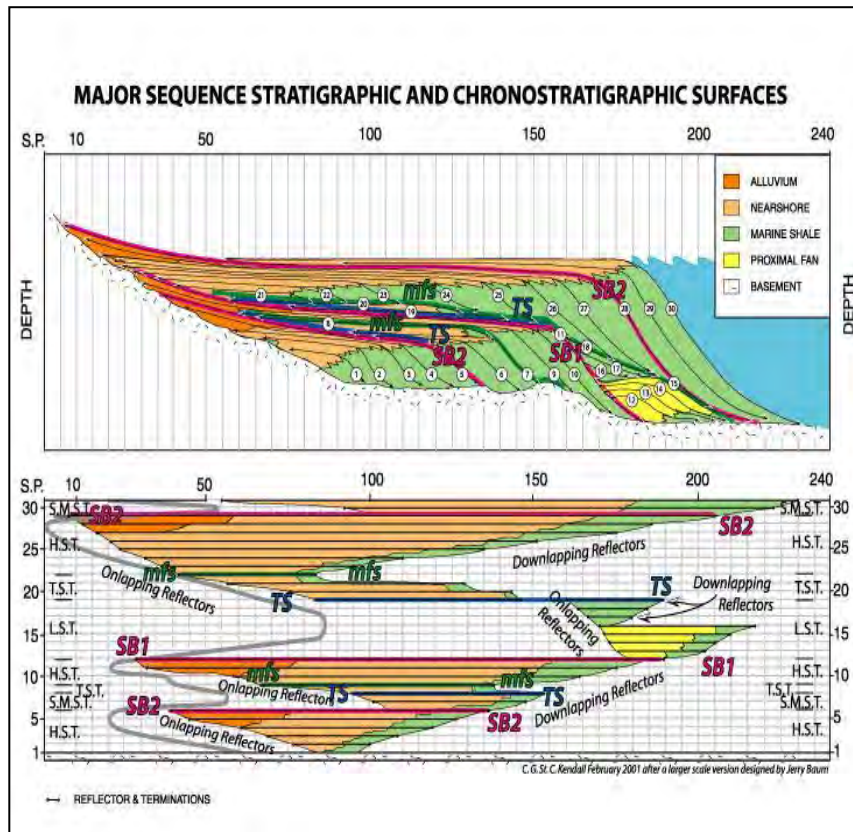 MAJOR SEQUENCE STRATIGRAPHIC AND CHRONOSTRATIGRAPHIC SURFACES
S.P. 10 50 100 150 200 240
ALLUVIUM
NEARSHORE
MARINE SHALE
PROXIMAL FAN
BASEMENT
DEPTH
DEPTH
SB2
21 22 23 mfs 24 25 26 27 28 29 30
20 19 TS
8 mfs TS
SB2 11 SB1 18
1 2 3 4 5 6 7 9 10 16 17
12 13 14 15
S.P. 10 50 100 150 200 240
30 S.M.S.T. SB2 SB2 S.M.S.T. 30
25 H.S.T. Downlapping Reflectors H.S.T. 25
mfs mfs
20 T.S.T. Onlapping Reflectors TS TS Downlapping Reflectors T.S.T. 20
15 L.S.T. Onlapping Reflectors L.S.T. 15
SB1 SB1
10 H.S.T. mfs mfs H.S.T. 10
T.S.T. Onlapping Reflectors TS TS Downlapping Reflectors T.S.T.
S.M.S.T. SB2 SB2 S.M.S.T.
5 H.S.T. Onlapping Reflectors H.S.T. 5
1 1
C. G. St. C. Kendall February 2001 after a larger scale version designed by Jerry Baum
REFLECTOR & TERMINATIONS